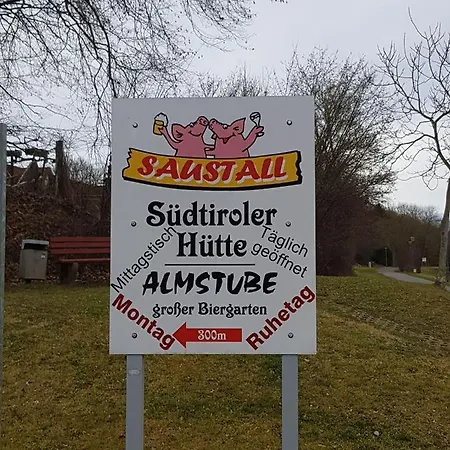 SAUSTALL
Südtiroler
Hütte
Mittagstisch
Täglich
geöffnet
ALMSTUBE
großer Biergarten
Montag
300m
Ruhetag